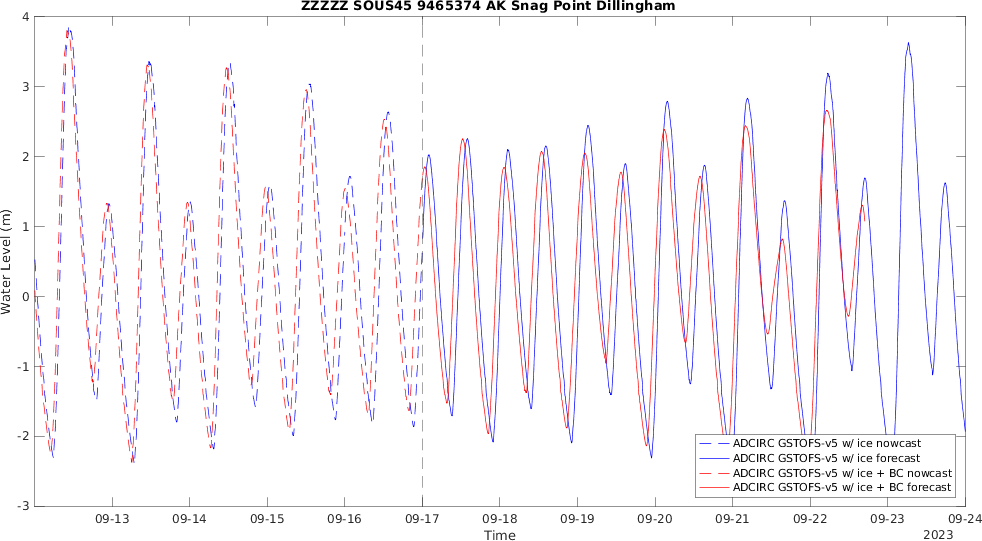 ZZZZZ SOUS45 9465374 AK Snag Point Dillingham
4
3
2
1
0
-1
-2
-3
Water Level (m)
ADCIRC GSTOFS-v5 w/ ice nowcast
ADCIRC GSTOFS-v5 w/ ice forecast
ADCIRC GSTOFS-v5 w/ ice + BC nowcast
ADCIRC GSTOFS-v5 w/ ice + BC forecast
09-13 09-14 09-15 09-16 09-17 09-18 09-19 09-20 09-21 09-22 09-23 09-24
Time
2023